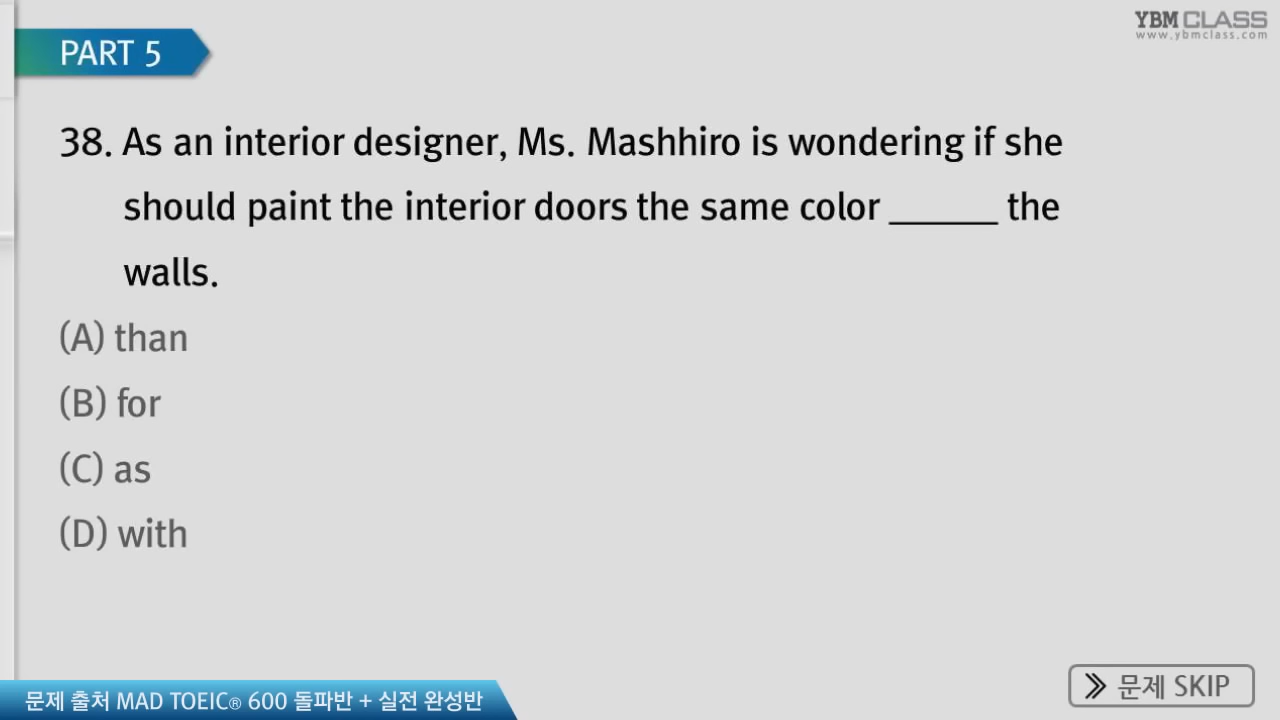 YBM CLASS
www.ybmclass.com
PART 5
38. As an interior designer, Ms. Mashhiro is wondering if she
should paint the interior doors the same color ______ the
walls.
(A) than
(B) for
(C) as
(D) with
문제 출처 MAD TOEIC® 600 돌파반 + 실전 완성반
문제 SKIP